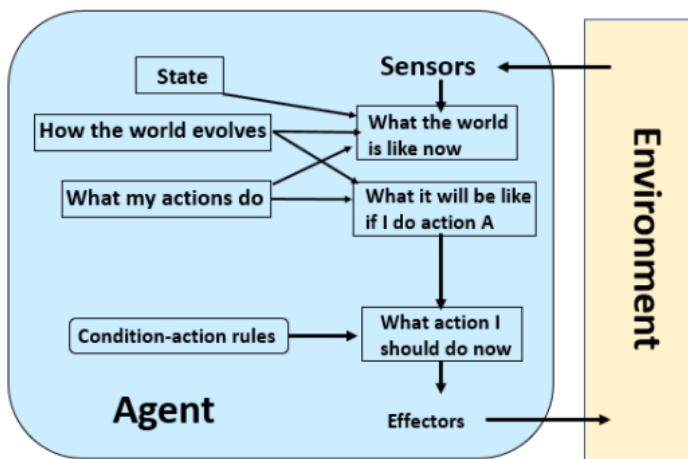 State
Sensors
How the world evolves
What the world
is like now
What my actions do
What it will be like
if I do action A
Condition-action rules
What action I
should do now
Agent
Effectors
Environment